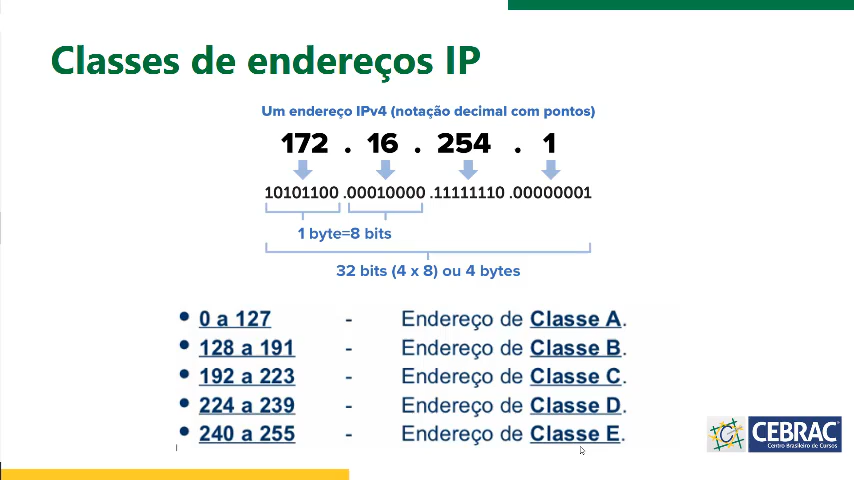 Classes de endereços IP
Um endereço IPv4 (notação decimal com pontos)
172 . 16 . 254 . 1
10101100 .00010000 .11111110 .00000001
1 byte=8 bits
32 bits (4 x 8) ou 4 bytes
• 0 a 127 - Endereço de Classe A.
• 128 a 191 - Endereço de Classe B.
• 192 a 223 - Endereço de Classe C.
• 224 a 239 - Endereço de Classe D.
• 240 a 255 - Endereço de Classe E.
CEBRAC
Centro Brasileiro de Cursos